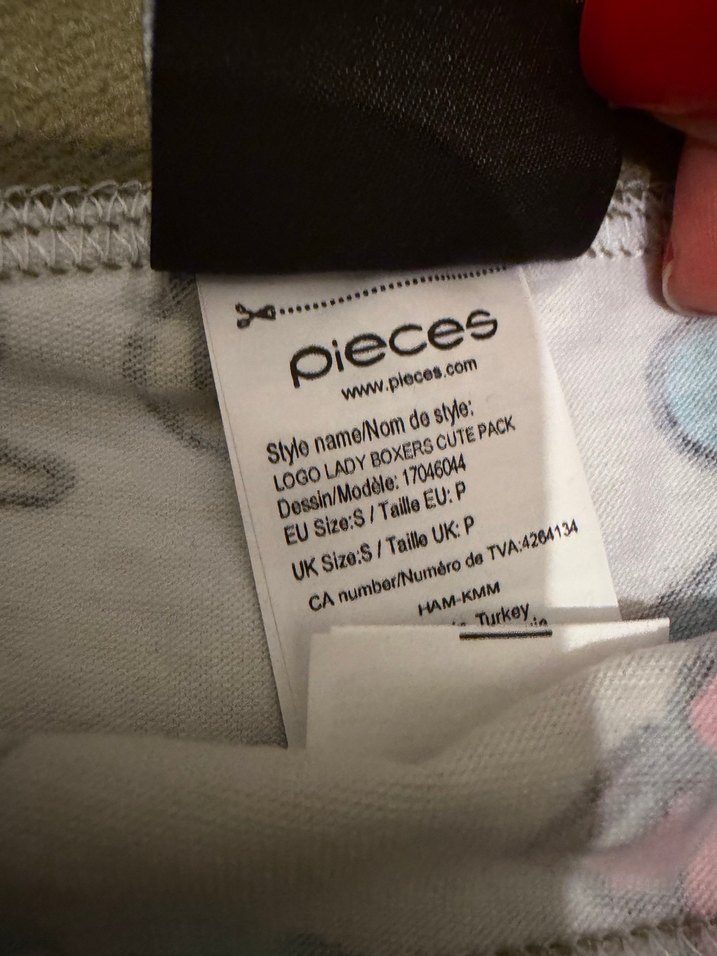 pieces
www.pieces.com
Style name/Nom de style:
LOGO LADY BOXERS CUTE PACK
Dessin/Modèle: 17046044
EU Size:S / Taille EU: P
UK Size:S / Taille UK: P
CA number/Numéro de TVA:4264134
HAM-KMM
Turkey